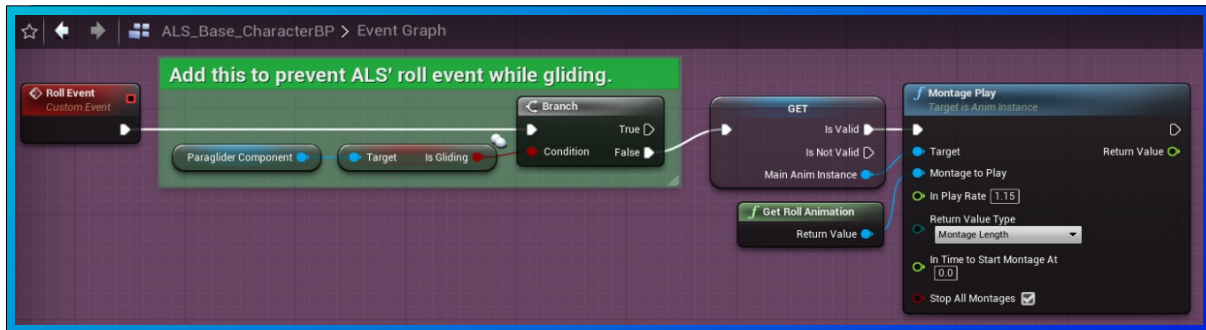 ALS_Base_CharacterBP > Event Graph
Add this to prevent ALS' roll event while gliding.
Roll Event
Custom Event
Paraglider Component
Target
Is Gliding
Branch
True
Condition
False
GET
Is Valid
Is Not Valid
Main Anim Instance
f Get Roll Animation
Return Value
f Montage Play
Target is Anim Instance
Target
Return Value
Montage to Play
In Play Rate 1.15
Return Value Type
Montage Length
In Time to Start Montage At
0.0
Stop All Montages